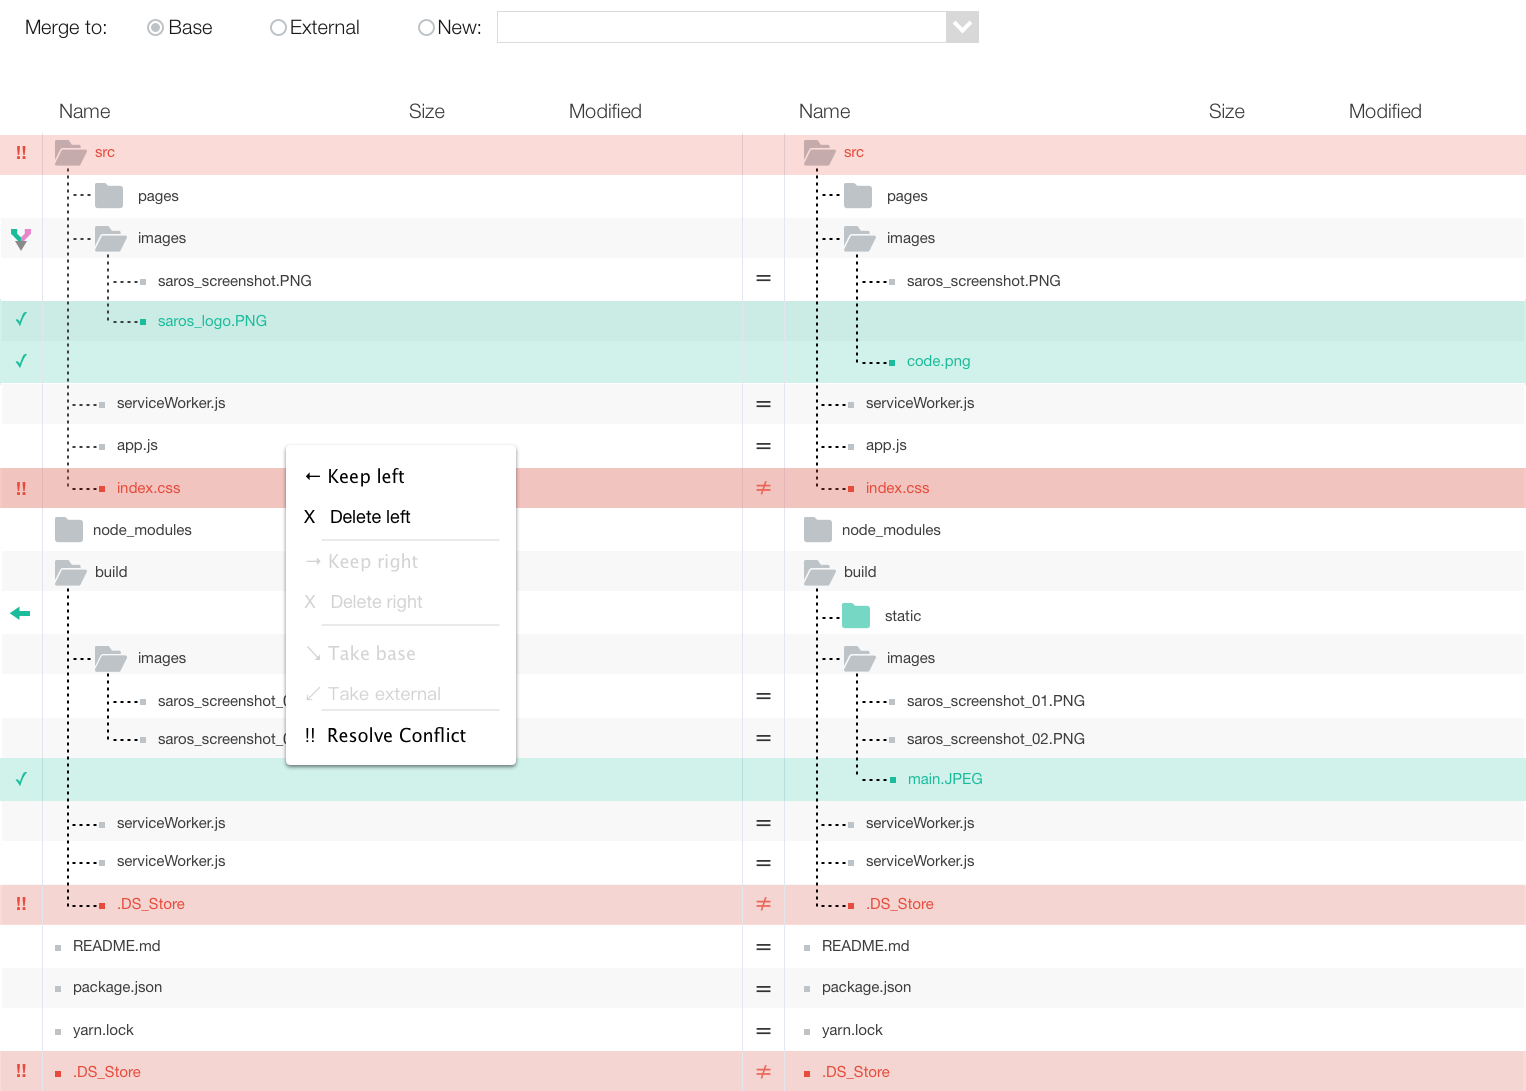 Merge to: Base External New:
Name Size Modified Name Size Modified
!! src src
pages pages
images images
saros_screenshot.PNG = saros_screenshot.PNG
✓ saros_logo.PNG
✓ code.png
serviceWorker.js = serviceWorker.js
app.js = app.js
!! index.css ≠ index.css
node_modules node_modules
build build
static
images images
saros_screenshot_0 = saros_screenshot_01.PNG
saros_screenshot_0 = saros_screenshot_02.PNG
✓ main.JPEG
serviceWorker.js = serviceWorker.js
serviceWorker.js = serviceWorker.js
!! .DS_Store ≠ .DS_Store
README.md = README.md
package.json = package.json
yarn.lock = yarn.lock
!! .DS_Store ≠ .DS_Store
← Keep left
X Delete left
→ Keep right
X Delete right
↘ Take base
↙ Take external
!! Resolve Conflict